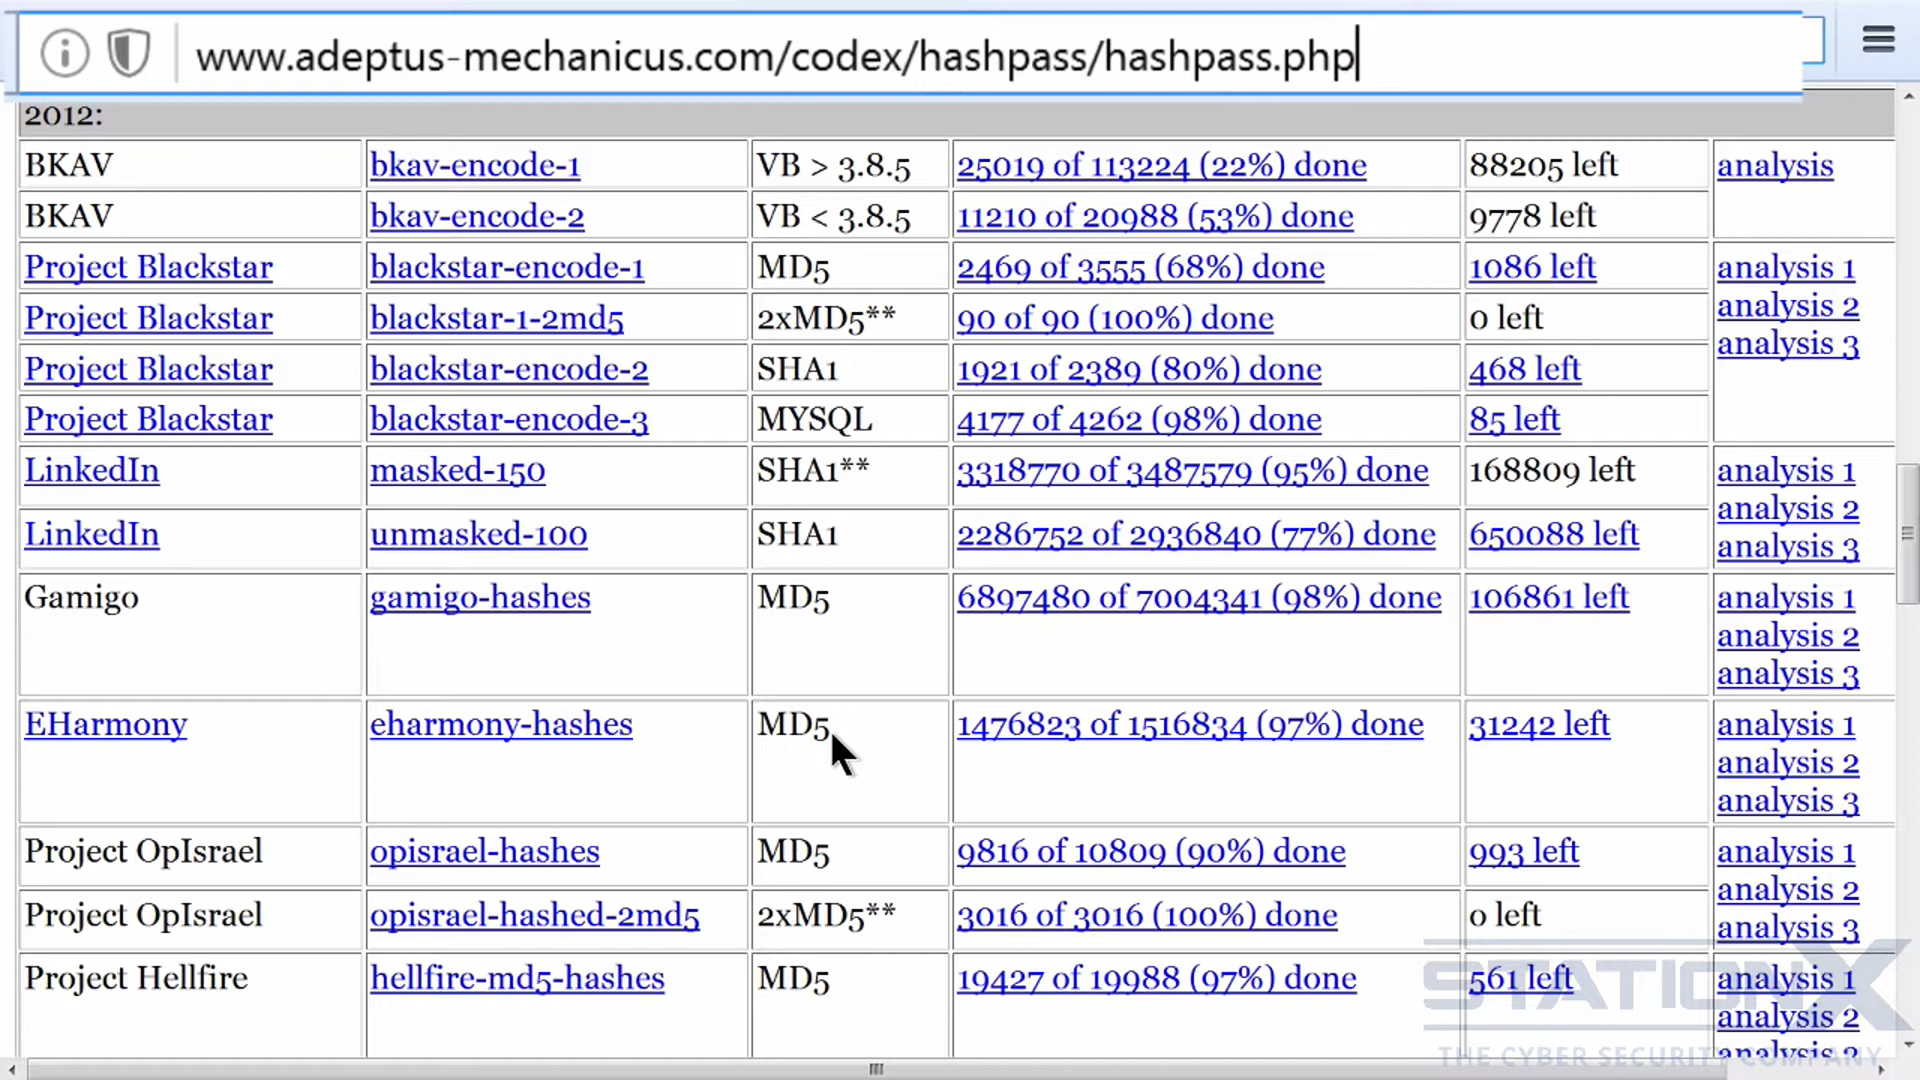 www.adeptus-mechanicus.com/codex/hashpass/hashpass.php
2012:
BKAV bkav-encode-1 VB > 3.8.5 25019 of 113224 (22%) done 88205 left analysis
BKAV bkav-encode-2 VB < 3.8.5 11210 of 20988 (53%) done 9778 left
Project Blackstar blackstar-encode-1 MD5 2469 of 3555 (68%) done 1086 left analysis 1
analysis 2
Project Blackstar blackstar-1-2md5 2xMD5** 90 of 90 (100%) done 0 left
analysis 3
Project Blackstar blackstar-encode-2 SHA1 1921 of 2389 (80%) done 468 left
Project Blackstar blackstar-encode-3 MYSQL 4177 of 4262 (98%) done 85 left
LinkedIn masked-150 SHA1** 3318770 of 3487579 (95%) done 168809 left analysis 1
analysis 2
LinkedIn unmasked-100 SHA1 2286752 of 2936840 (77%) done 650088 left
analysis 3
Gamigo gamigo-hashes MD5 6897480 of 7004341 (98%) done 106861 left analysis 1
analysis 2
analysis 3
EHarmony eharmony-hashes MD5 1476823 of 1516834 (97%) done 31242 left analysis 1
analysis 2
analysis 3
Project OpIsrael opisrael-hashes MD5 9816 of 10809 (90%) done 993 left analysis 1
analysis 2
Project OpIsrael opisrael-hashed-2md5 2xMD5** 3016 of 3016 (100%) done 0 left
analysis 3
Project Hellfire hellfire-md5-hashes MD5 19427 of 19988 (97%) done 561 left analysis 1
analysis 2
STATIONX
THE CYBER SECURITY COMPANY